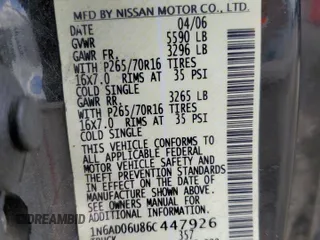 MFD BY NISSAN MOTOR CO., LTD.
DATE 04/06
GVWR 5590 LB
GAWR FR. 3296 LB
WITH P265/70R16 TIRES
16X7.0 RIMS AT 35 PSI
COLD SINGLE
GAWR RR. 3265 LB
WITH P265/70R16 TIRES
16X7.0 RIMS AT 35 PSI
COLD SINGLE
THIS VEHICLE CONFORMS TO
ALL APPLICABLE FEDERAL
MOTOR VEHICLE SAFETY AND
THEFT PREVENTION STANDARDS
IN EFFECT ON THE DATE OF
MANUFACTURE SHOWN ABOVE.
SEE OWNERS MANUAL FOR
ADDITIONAL INFORMATION
1N6AD06U86C447926
TRUCK 357
DREAMBID